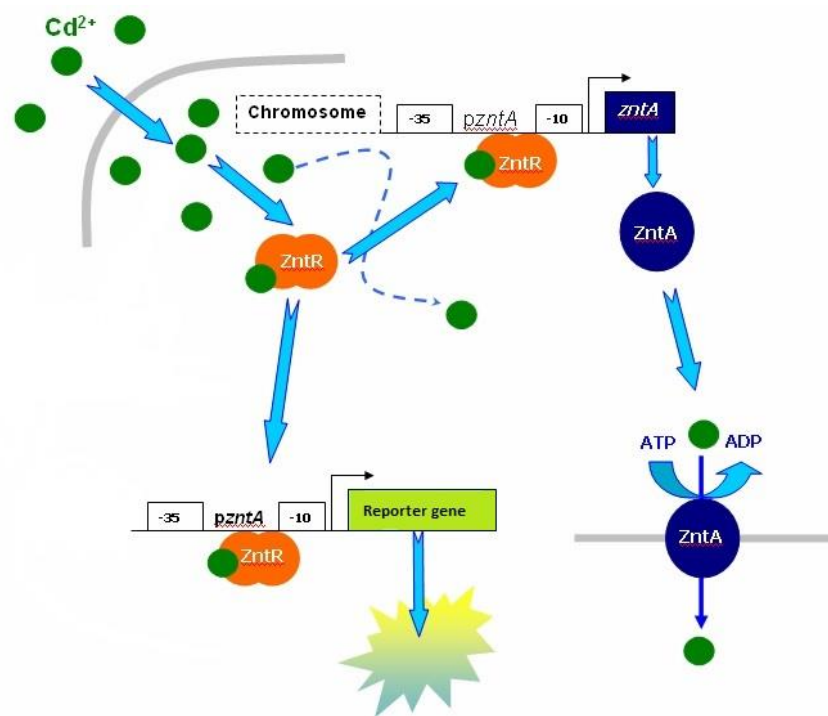 Cd²⁺
Chromosome
-35
pzntA
-10
zntA
ZntR
ZntA
ZntR
ATP
ADP
-35
pzntA
-10
Reporter gene
ZntA
ZntR